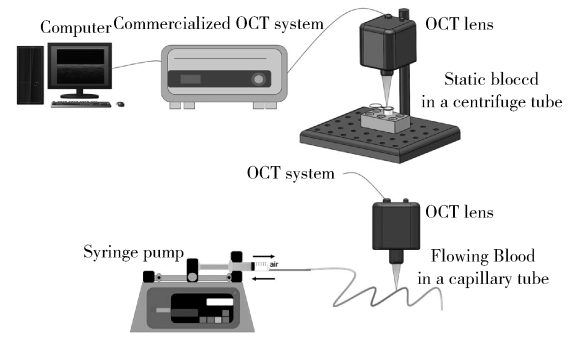 Computer
Commercialized OCT system
OCT lens
Static bloccd
in a centrifuge tube
OCT system
OCT lens
Syringe pump
air
Flowing Blood
in a capillary tube